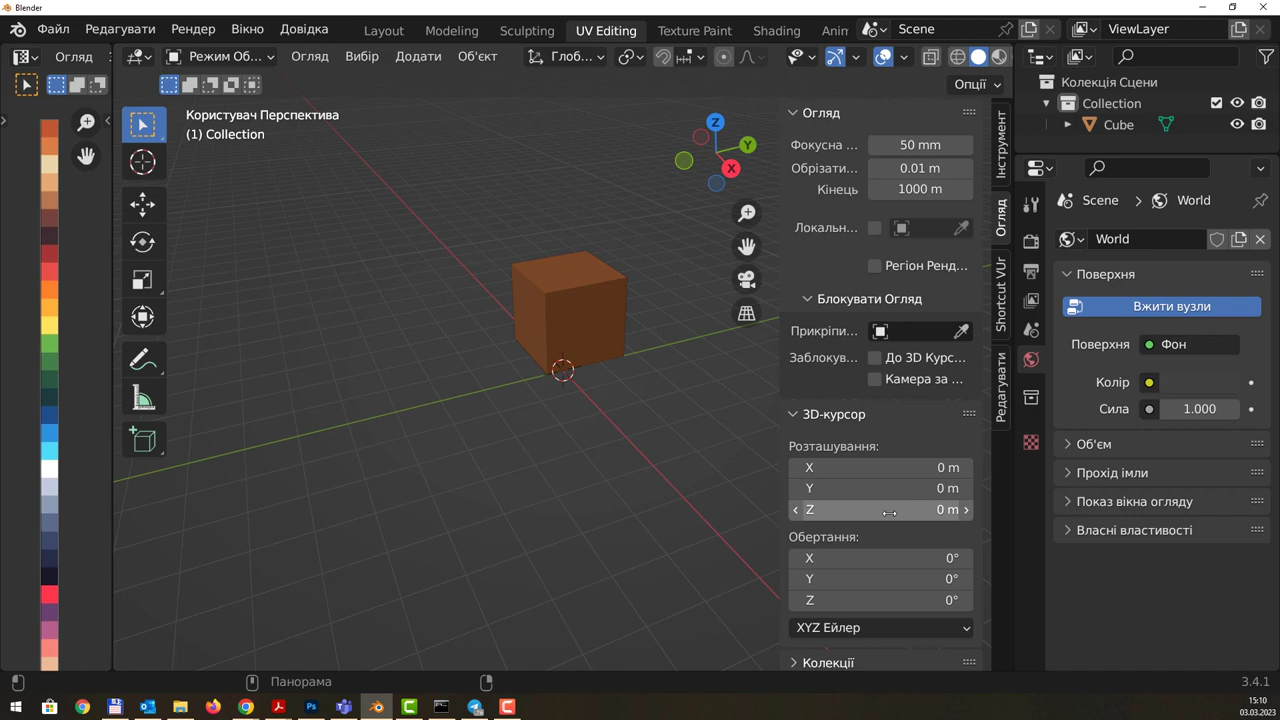 Blender
Файл Редагувати Рендер Вікно Довідка Layout Modeling Sculpting UV Editing Texture Paint Shading Scene ViewLayer
Огляд Режим Об... Огляд Вибір Додати Об'єкт Глоб...
Опції
Користувач Перспектива
(1) Collection
Z
Y
X
Огляд
Фокусна ... 50 mm
Обрізати... 0.01 m
Кінець 1000 m
Локальн...
Регіон Ренд...
Блокувати Огляд
Прикріпи...
Заблокув... До 3D Курс...
Камера за ...
3D-курсор
Розташування:
X 0 m
Y 0 m
Z 0 m
Обертання:
X 0°
Y 0°
Z 0°
XYZ Ейлер
Колекції
Інструмент
Огляд
Shortcut VUr
Редагувати
Колекція Сцени
Collection
Cube
Scene World
World
Поверхня
Вжити вузли
Поверхня Фон
Колір
Сила 1.000
Об'єм
Прохід імли
Показ вікна огляду
Власні властивості
Панорама
3.4.1
15:10
03.03.2023